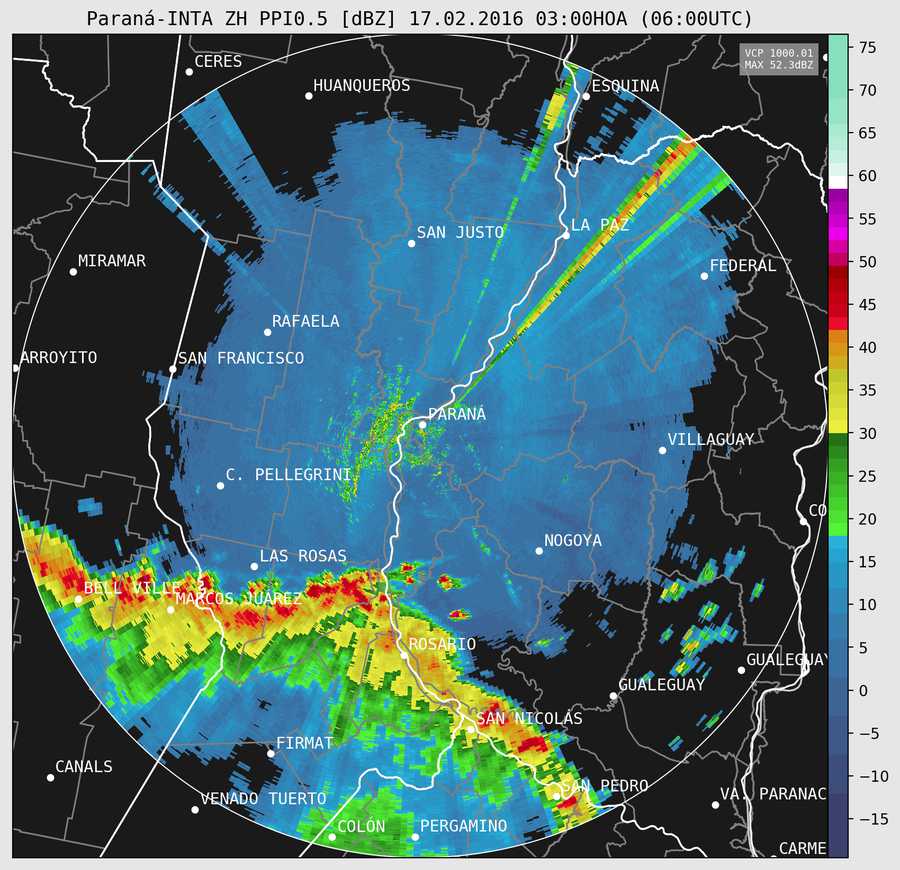 Paraná-INTA ZH PPI0.5 [dBZ] 17.02.2016 03:00HOA (06:00UTC)
VCP 1000.01
MAX 52.3dBZ
CERES
HUANQUEROS
ESQUINA
SAN JUSTO
LA PAZ
MIRAMAR
FEDERAL
RAFAELA
ARROYITO
SAN FRANCISCO
PARANÁ
VILLAGUAY
C. PELLEGRINI
CO
NOGOYA
LAS ROSAS
BELL VILLE
MARCOS JUÁREZ
ROSARIO
GUALEGUAY
GUALEGUAY
SAN NICOLÁS
FIRMAT
CANALS
SAN PEDRO
VENADO TUERTO
VA. PARANAC
COLÓN
PERGAMINO
CARME
75
70
65
60
55
50
45
40
35
30
25
20
15
10
5
0
−5
−10
−15